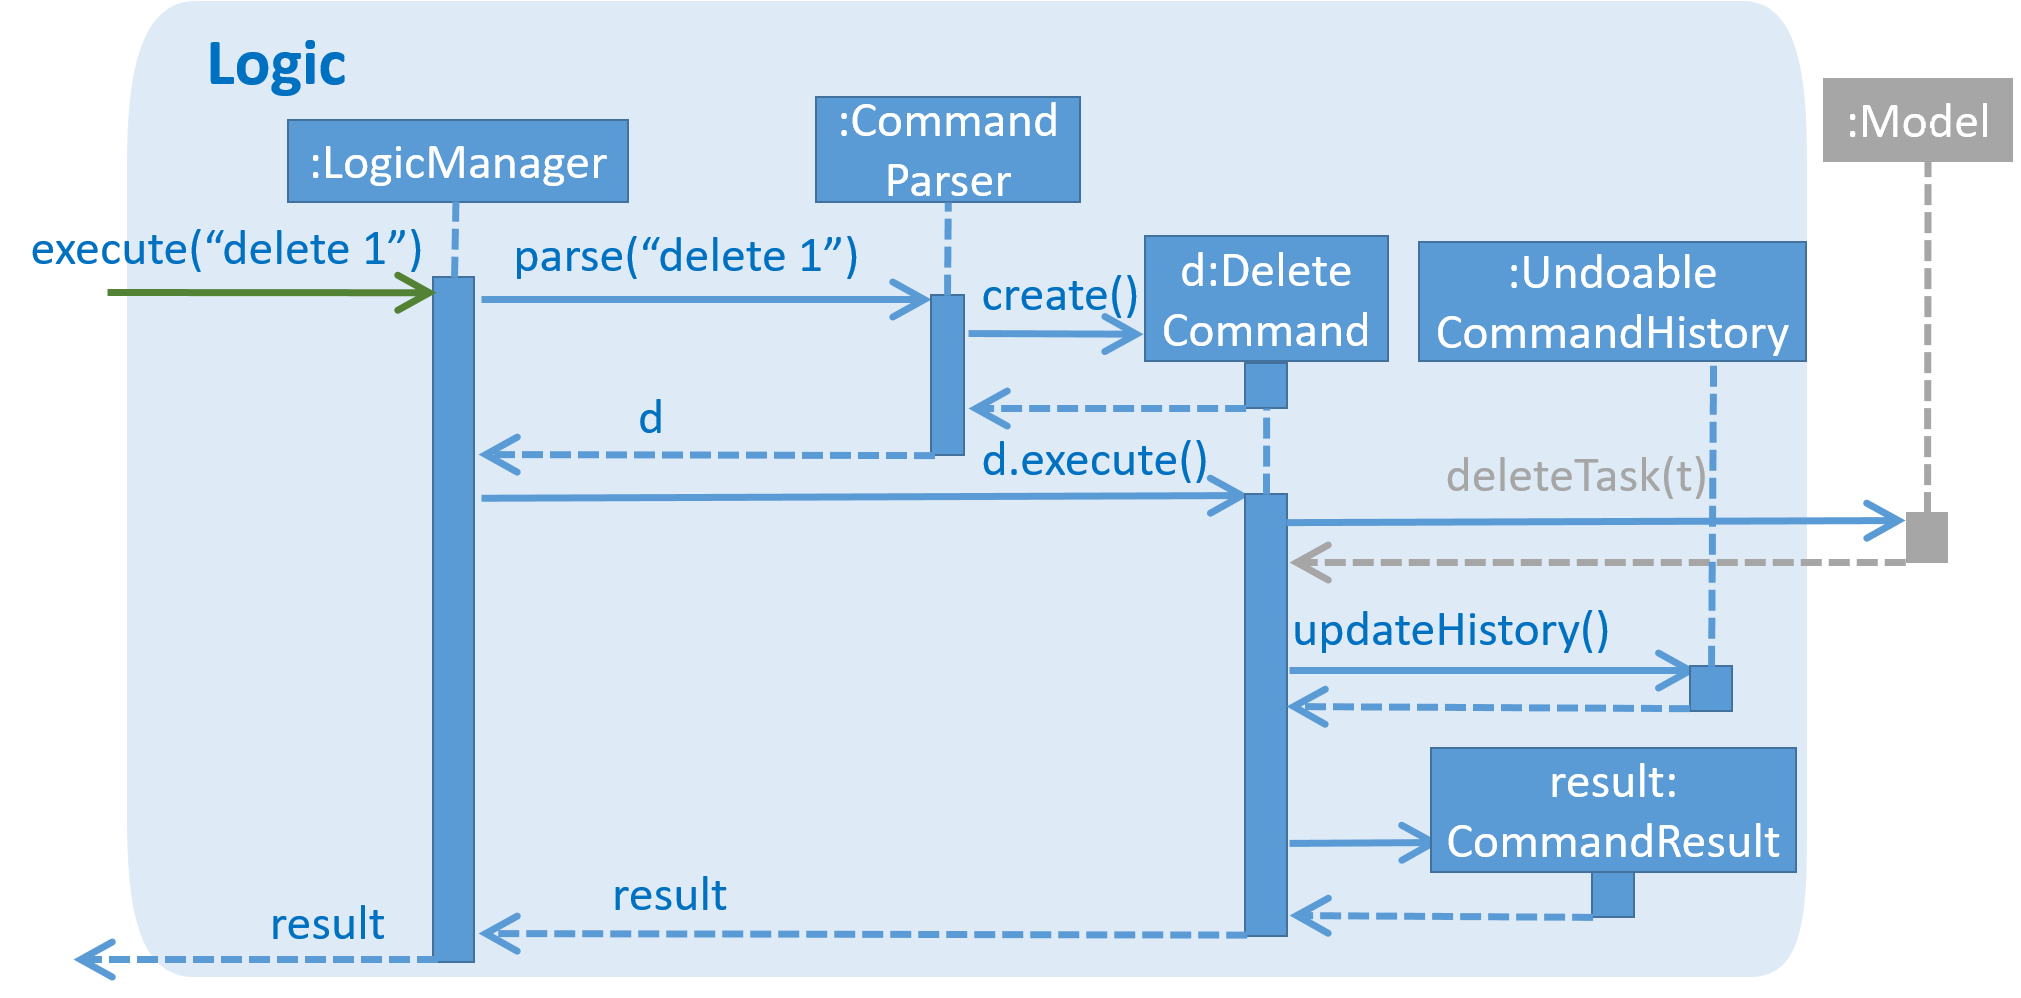 Logic
:LogicManager
:Command
Parser
:Model
execute(“delete 1”)
parse(“delete 1”)
create()
d:Delete
Command
:Undoable
CommandHistory
d
d.execute()
deleteTask(t)
updateHistory()
result:
CommandResult
result
result